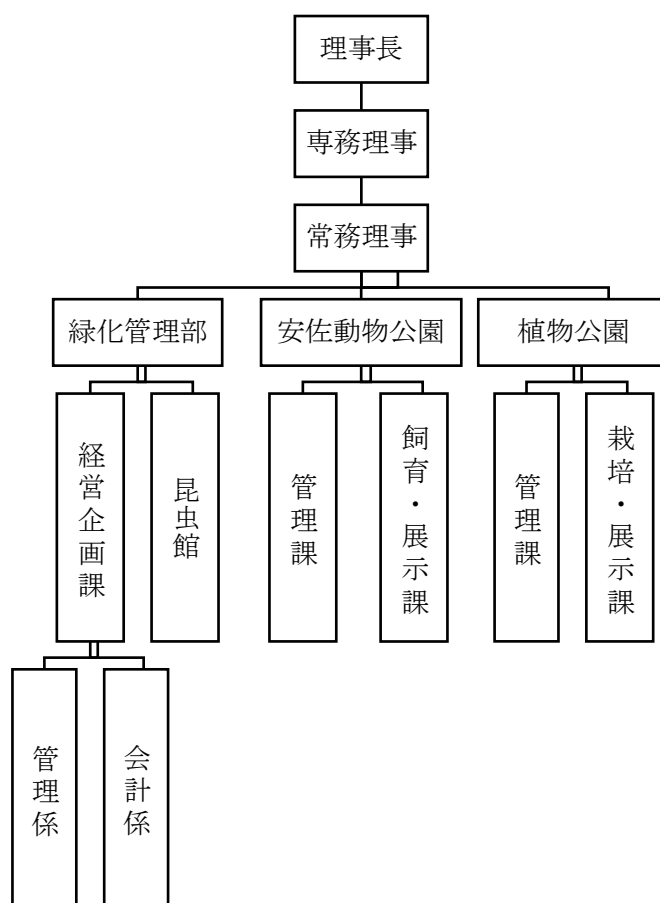 理事長
専務理事
常務理事
緑化管理部
安佐動物公園
植物公園
経営企画課
昆虫館
管理課
飼育・展示課
管理課
栽培・展示課
管理係
会計係